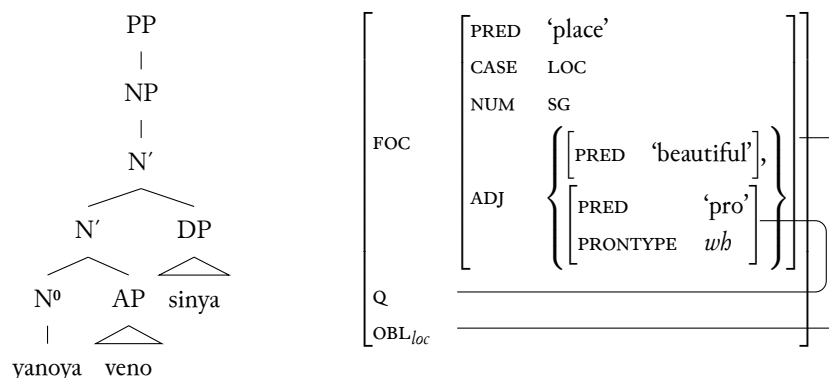 PP
NP
N′
N′ DP
N⁰ AP sinya
yanoya veno
PRED ‘place’
CASE LOC
NUM SG
FOC
PRED ‘beautiful’ ,
ADJ
PRED ‘pro’
PRONTYPE wh
Q
OBL_loc